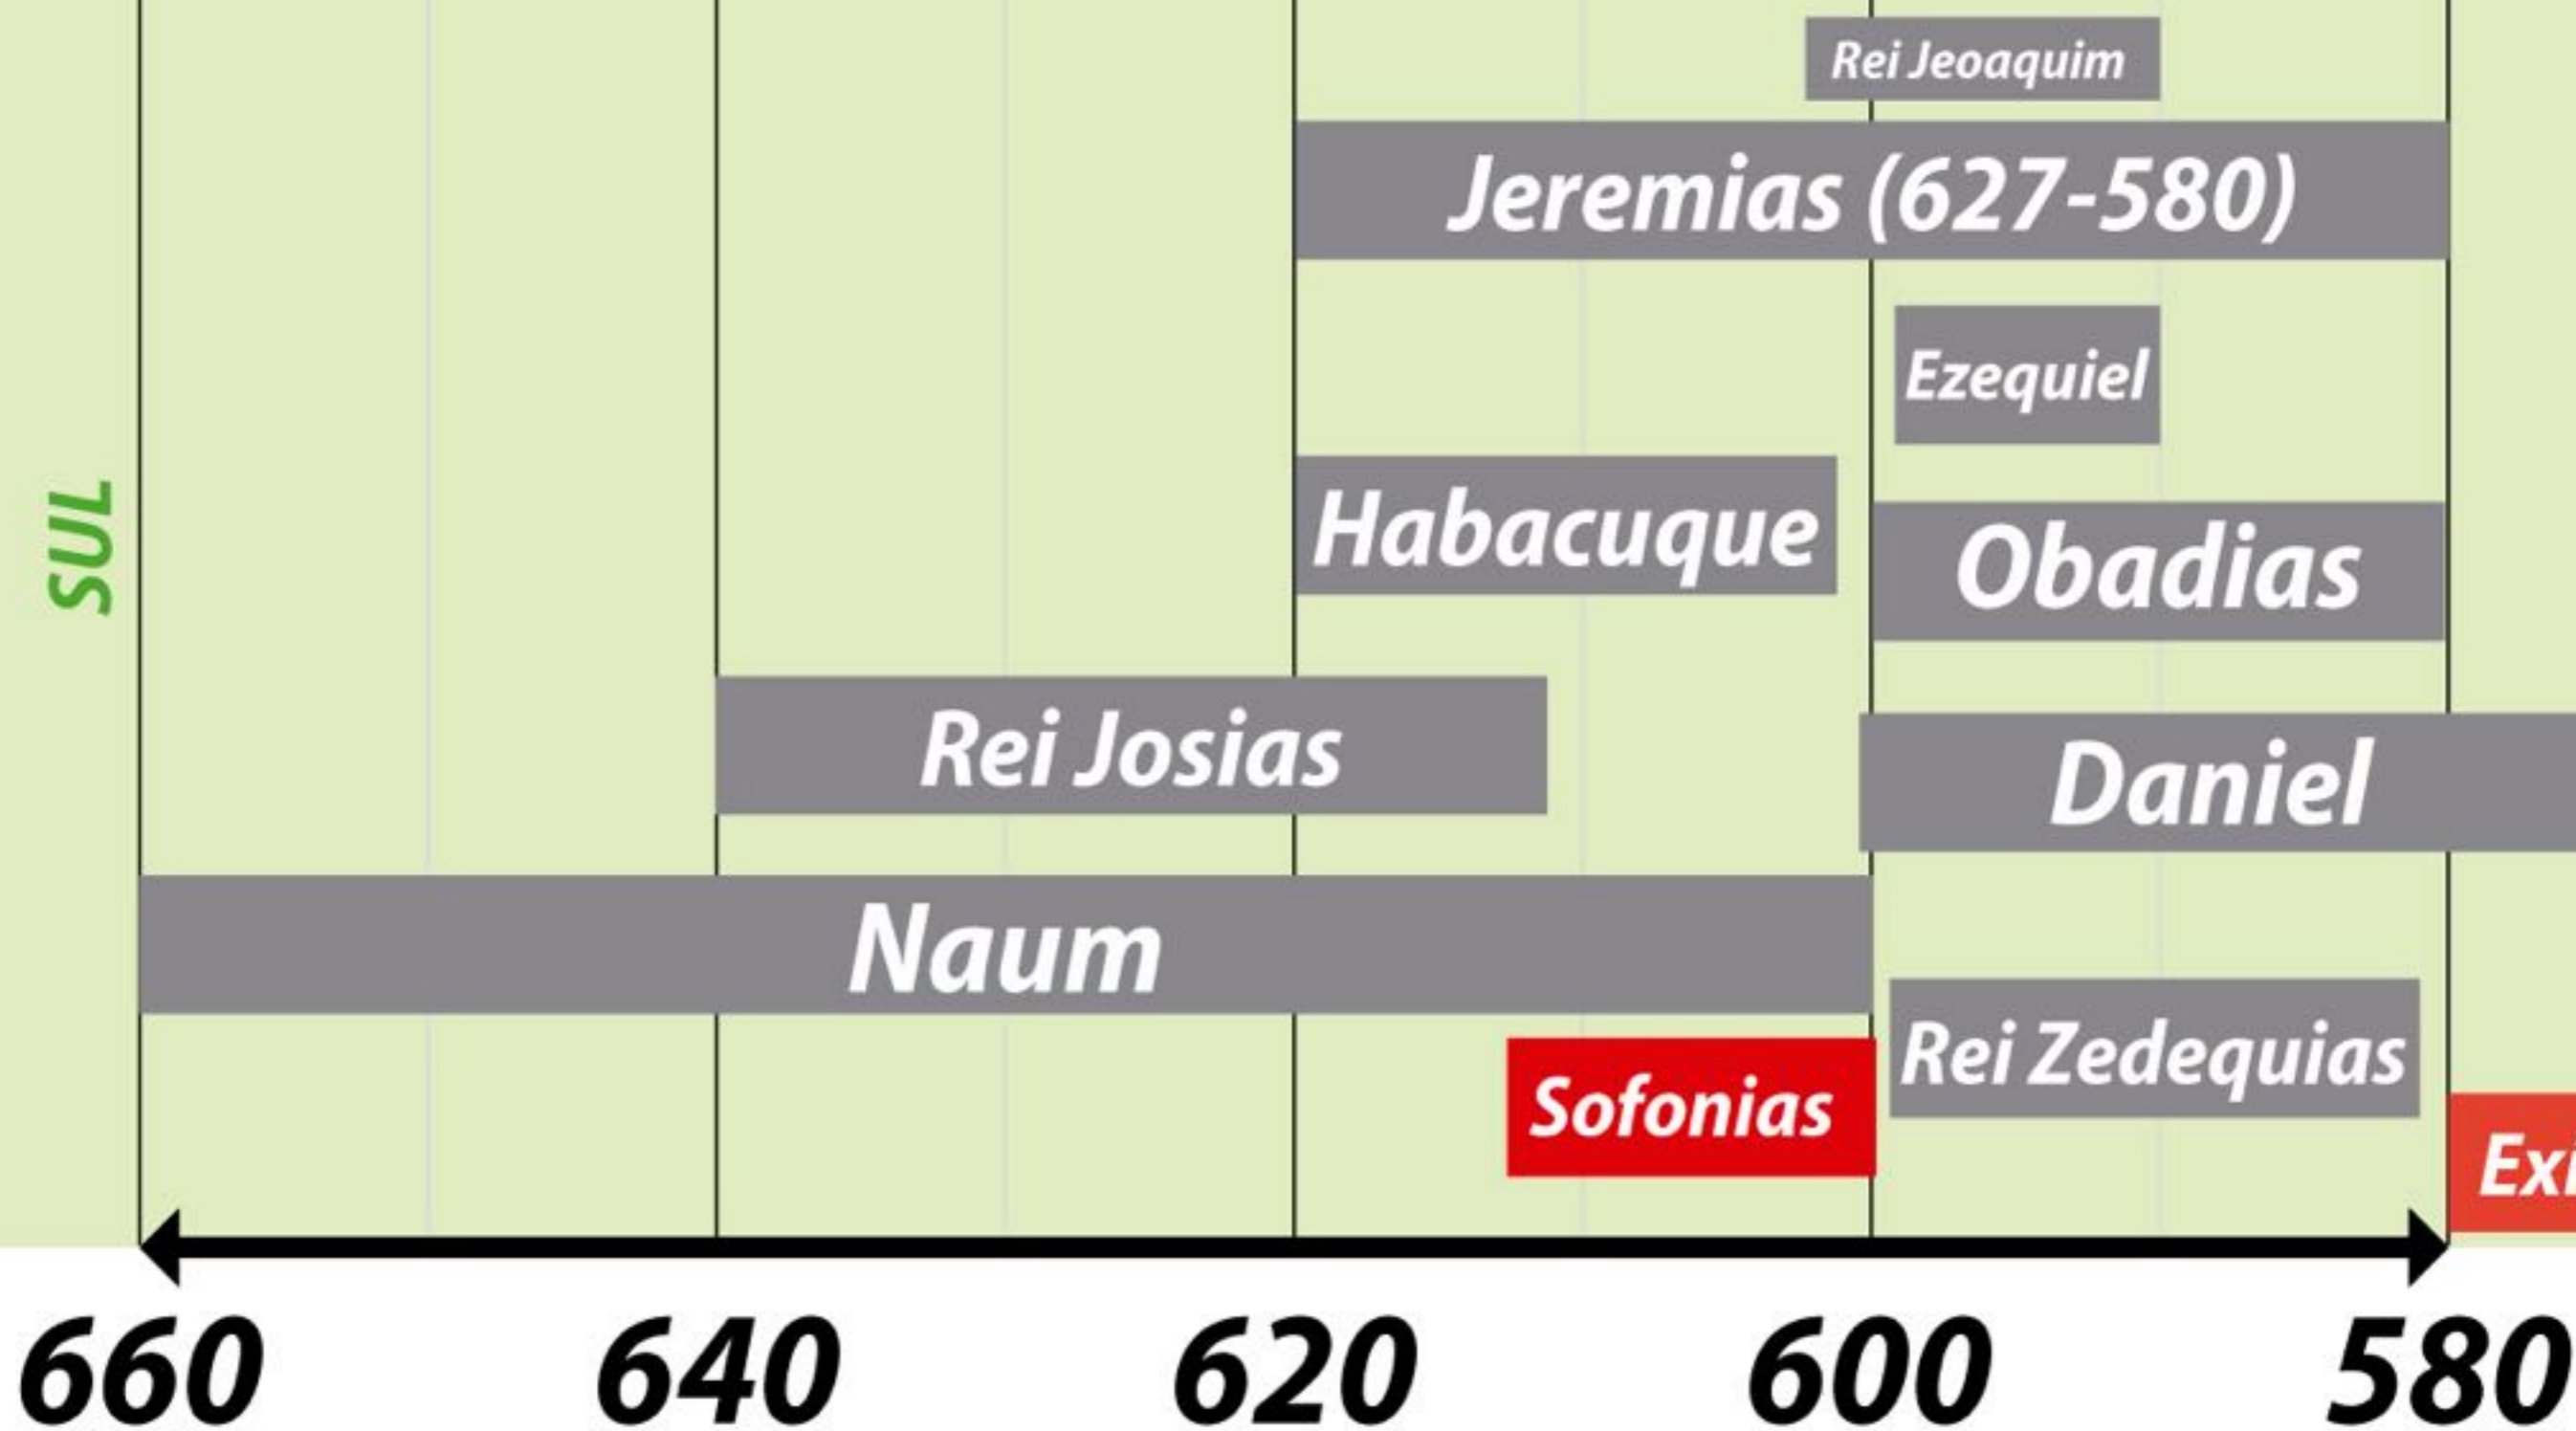 Rei Jeoaquim
Jeremias (627-580)
Ezequiel
SUL
Habacuque
Obadias
Rei Josias
Daniel
Naum
Rei Zedequias
Sofonias
Exi
660 640 620 600 580